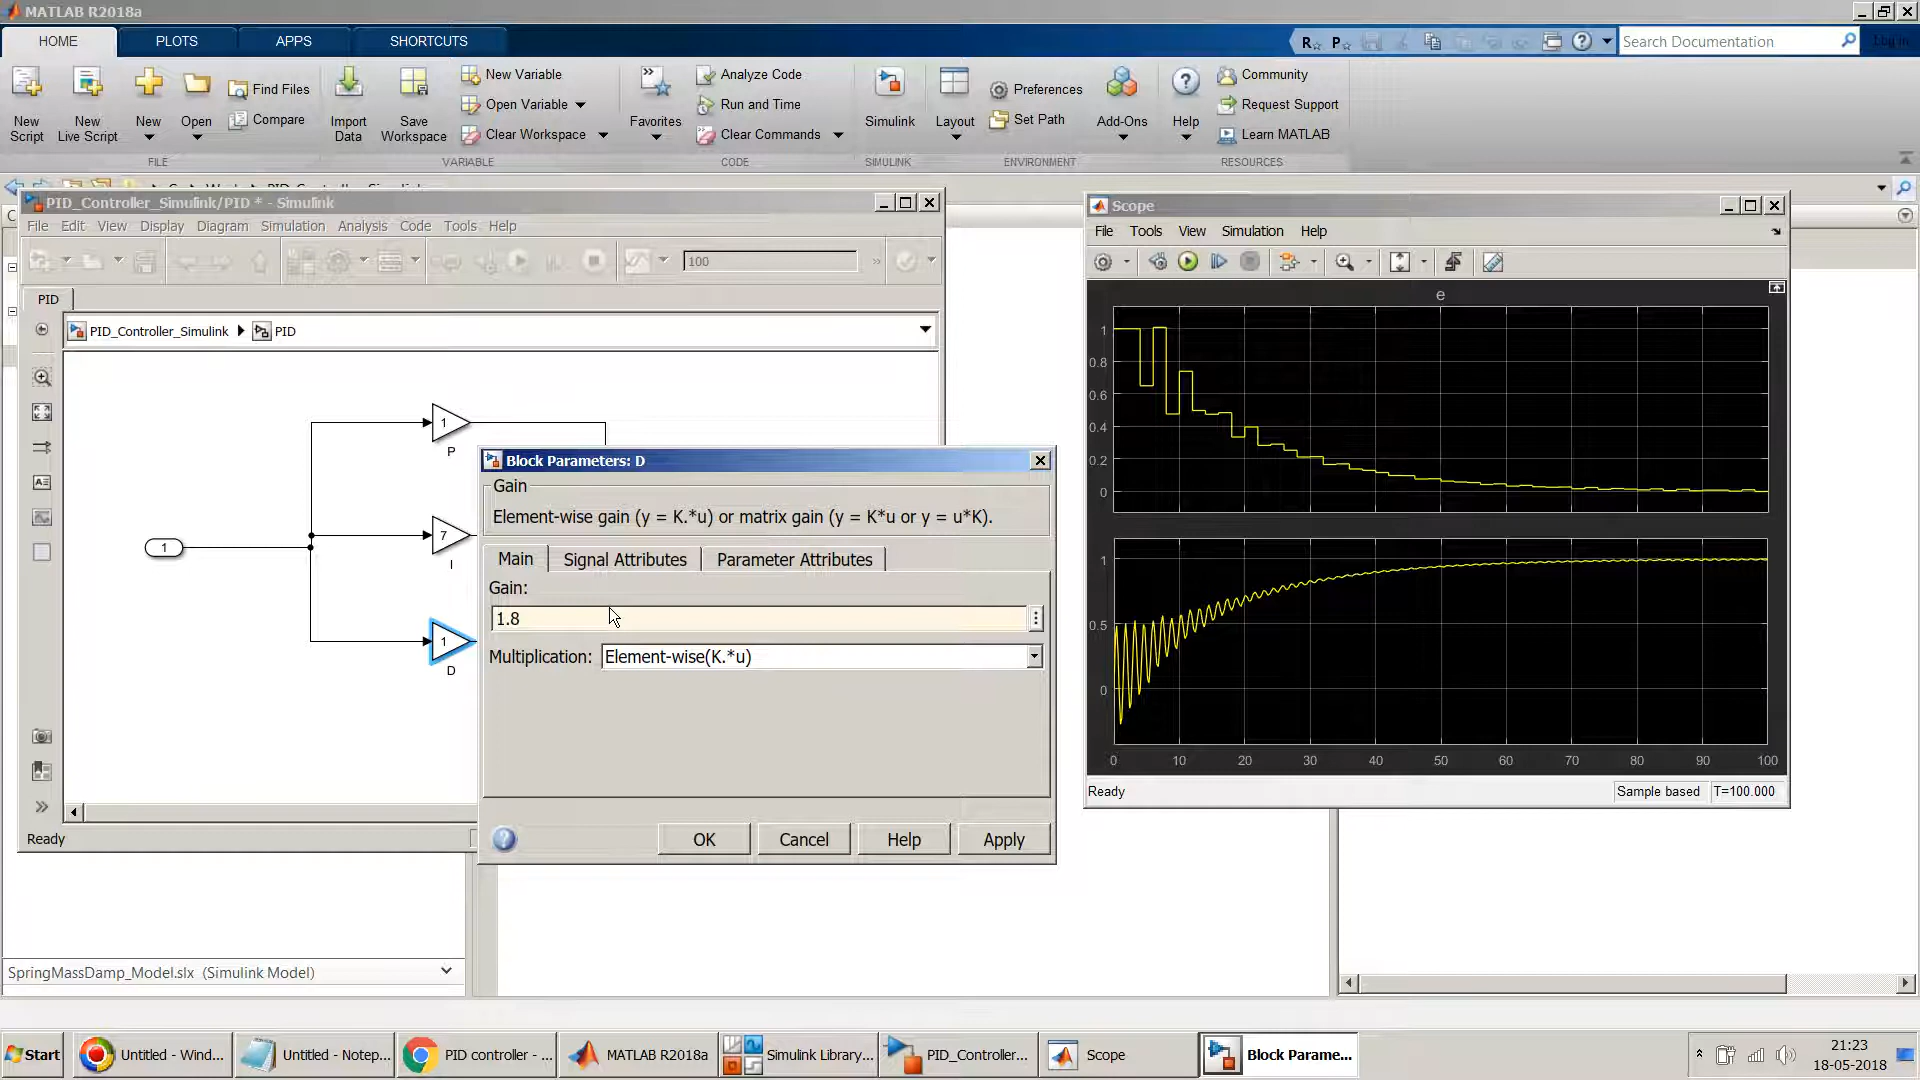 MATLAB R2018a
HOME
PLOTS
APPS
SHORTCUTS
Search Documentation
Log In
New Script
New Live Script
New
Open
Find Files
Compare
Import Data
Save Workspace
New Variable
Open Variable
Clear Workspace
Favorites
Analyze Code
Run and Time
Clear Commands
Simulink
Layout
Preferences
Set Path
Add-Ons
Help
Community
Request Support
Learn MATLAB
FILE
VARIABLE
CODE
SIMULINK
ENVIRONMENT
RESOURCES
PID_Controller_Simulink/PID * - Simulink
File Edit View Display Diagram Simulation Analysis Code Tools Help
100
PID
PID_Controller_Simulink
PID
1
P
7
I
1
1
D
Ready
Block Parameters: D
Gain
Element-wise gain (y = K.*u) or matrix gain (y = K*u or y = u*K).
Main
Signal Attributes
Parameter Attributes
Gain:
1.8
Multiplication:
Element-wise(K.*u)
OK
Cancel
Help
Apply
Scope
File Tools View Simulation Help
e
1
0.8
0.6
0.4
0.2
0
1
0.5
0
0 10 20 30 40 50 60 70 80 90 100
Ready
Sample based
T=100.000
SpringMassDamp_Model.slx (Simulink Model)
Start
Untitled - Wind...
Untitled - Notep...
PID controller - ...
MATLAB R2018a
Simulink Library...
PID_Controller...
Scope
Block Parame...
21:23
18-05-2018